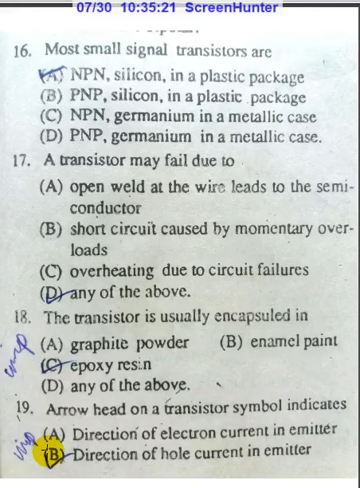 07/30 10:35:21 ScreenHunter
16. Most small signal transistors are
(A) NPN, silicon, in a plastic package
(B) PNP, silicon, in a plastic package
(C) NPN, germanium in a metallic case
(D) PNP, germanium in a metallic case.
17. A transistor may fail due to
(A) open weld at the wire leads to the semi-
conductor
(B) short circuit caused by momentary over-
loads
(C) overheating due to circuit failures
(D) any of the above.
18. The transistor is usually encapsuled in
(A) graphite powder (B) enamel paint
imp
(C) epoxy resin
(D) any of the above.
19. Arrow head on a transistor symbol indicates
imp
(A) Direction of electron current in emitter
(B) Direction of hole current in emitter